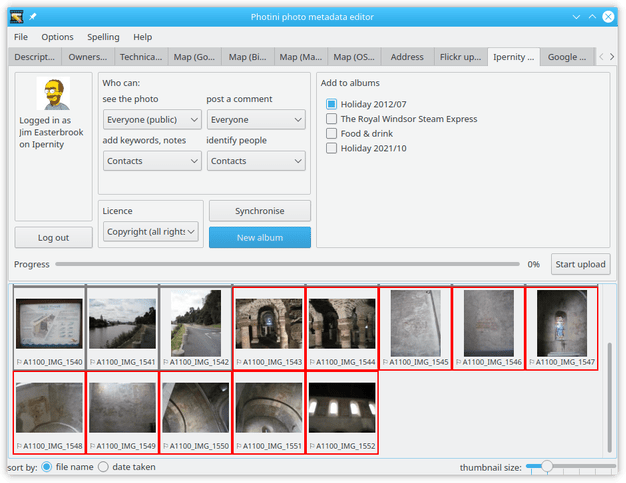 Photini photo metadata editor
File Options Spelling Help
Descript... Owners... Technica... Map (Go... Map (Bi... Map (Ma... Map (OS... Address Flickr up... Ipernity ... Google ...
Logged in as
Jim Easterbrook
on Ipernity
Log out
Who can:
see the photo post a comment
Everyone (public) Everyone
add keywords, notes identify people
Contacts Contacts
Licence
Copyright (all rights
Synchronise
New album
Add to albums
Holiday 2012/07
The Royal Windsor Steam Express
Food & drink
Holiday 2021/10
Progress 0% Start upload
A1100_IMG_1540 A1100_IMG_1541 A1100_IMG_1542 A1100_IMG_1543 A1100_IMG_1544 A1100_IMG_1545 A1100_IMG_1546 A1100_IMG_1547
A1100_IMG_1548 A1100_IMG_1549 A1100_IMG_1550 A1100_IMG_1551 A1100_IMG_1552
sort by: file name date taken thumbnail size: